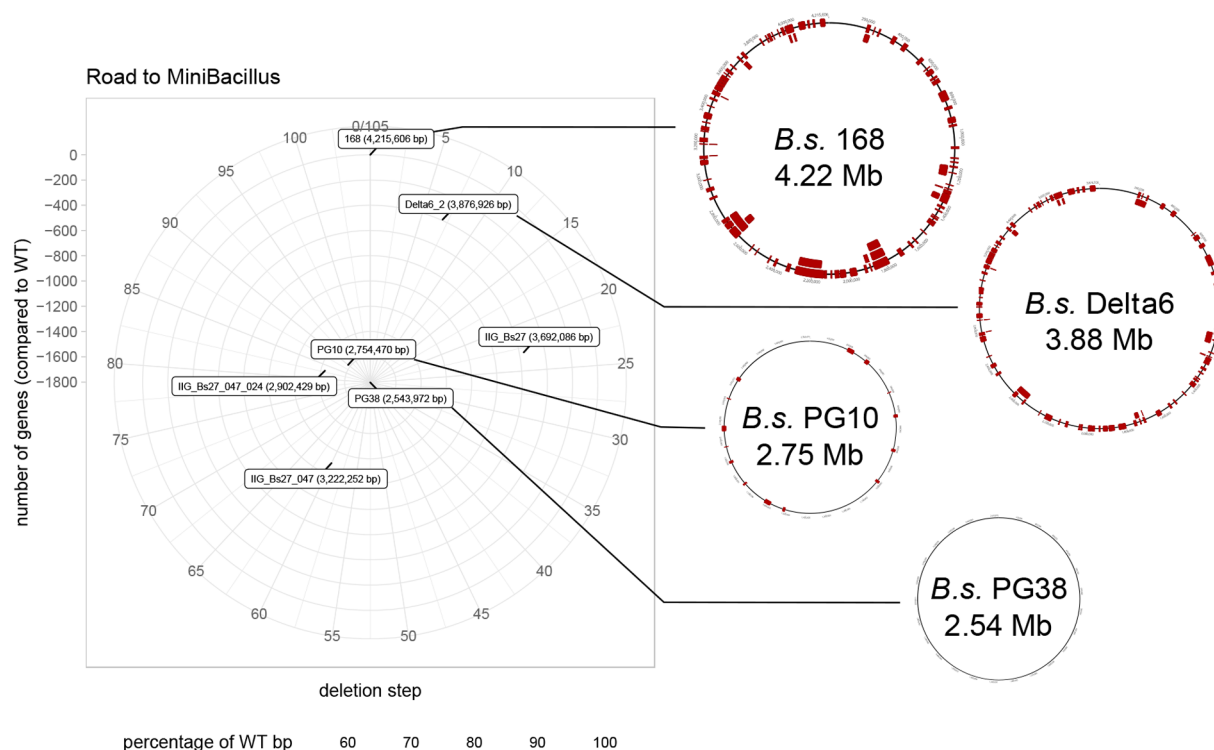 Road to MiniBacillus
number of genes (compared to WT)
0
−200
−400
−600
−800
−1000
−1200
−1400
−1600
−1800
0/105
5
10
15
20
25
30
35
40
45
50
55
60
65
70
75
80
85
90
95
100
168 (4,215,606 bp)
Delta6_2 (3,876,926 bp)
IIG_Bs27 (3,692,086 bp)
PG10 (2,754,470 bp)
IIG_Bs27_047_024 (2,902,429 bp)
PG38 (2,543,972 bp)
IIG_Bs27_047 (3,222,252 bp)
deletion step
percentage of WT bp 60 70 80 90 100
B.s. 168
4.22 Mb
B.s. Delta6
3.88 Mb
B.s. PG10
2.75 Mb
B.s. PG38
2.54 Mb